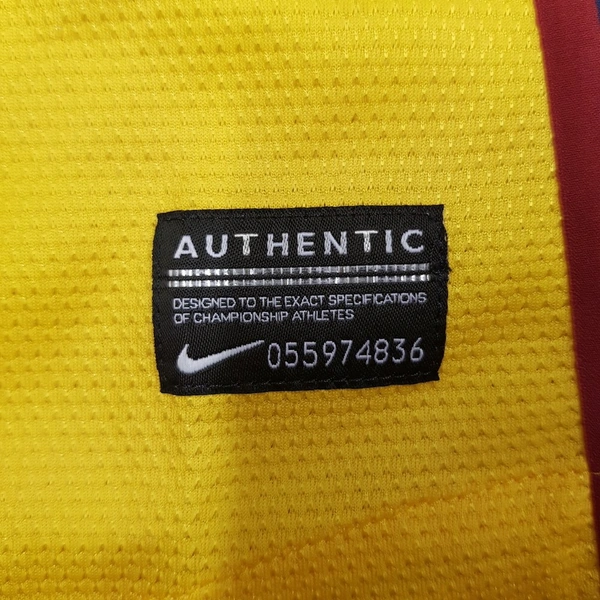 AUTHENTIC
DESIGNED TO THE EXACT SPECIFICATIONS
OF CHAMPIONSHIP ATHLETES
055974836